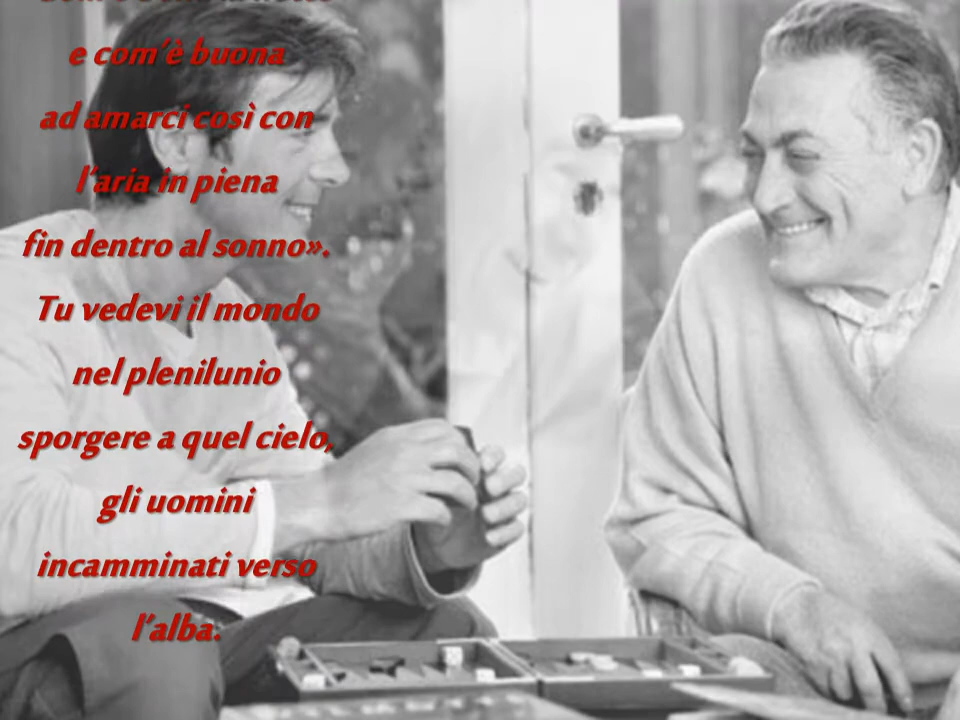 e com'è buona
ad amarci così con
l'aria in piena
fin dentro al sonno».
Tu vedevi il mondo
nel plenilunio
sporgere a quel cielo,
gli uomini
incamminati verso
l'alba.